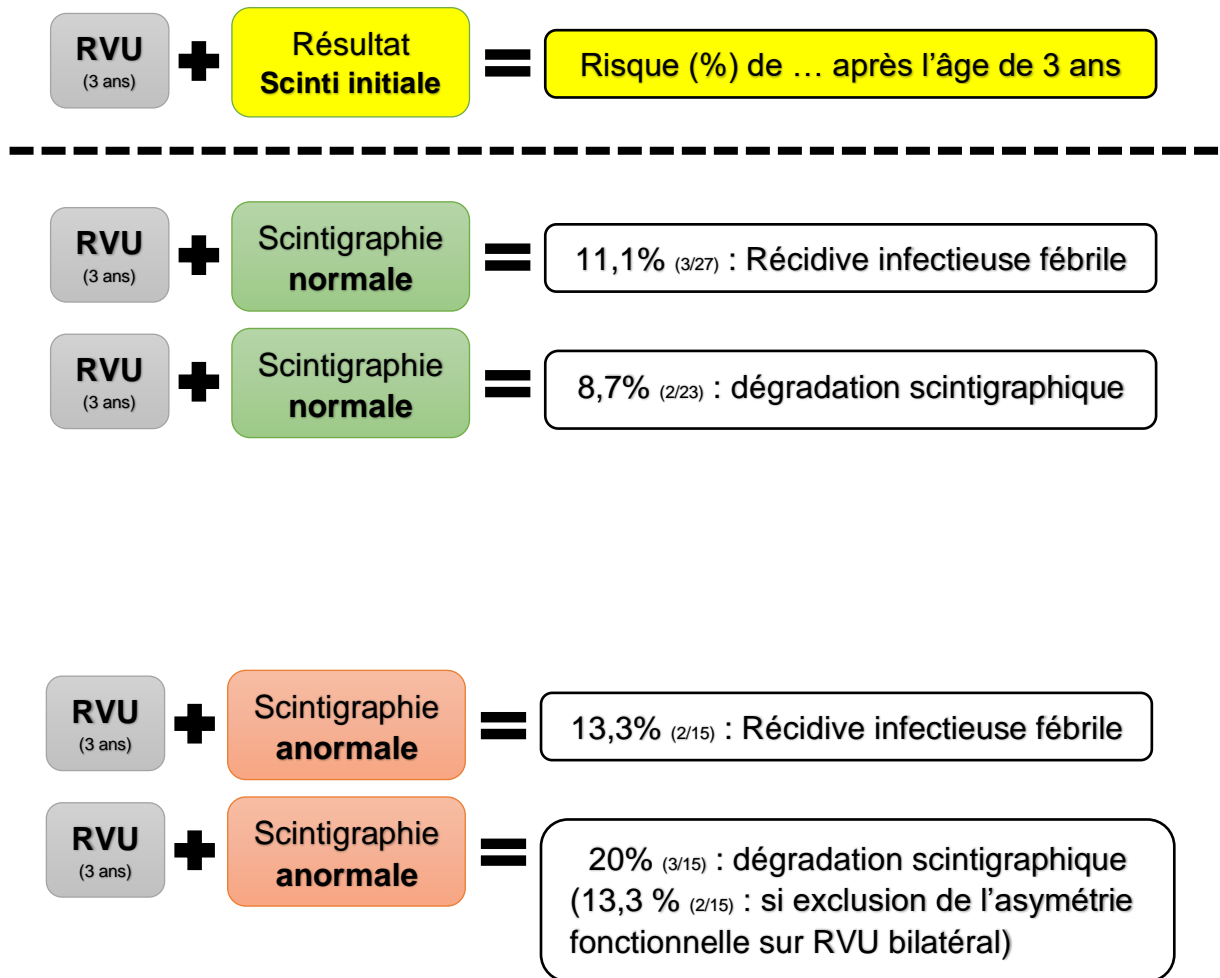 RVU
(3 ans)
Résultat
Scinti initiale
Risque (%) de … après l’âge de 3 ans
RVU
(3 ans)
Scintigraphie
normale
11,1% (3/27) : Récidive infectieuse fébrile
RVU
(3 ans)
Scintigraphie
normale
8,7% (2/23) : dégradation scintigraphique
RVU
(3 ans)
Scintigraphie
anormale
13,3% (2/15) : Récidive infectieuse fébrile
RVU
(3 ans)
Scintigraphie
anormale
20% (3/15) : dégradation scintigraphique
(13,3 % (2/15) : si exclusion de l’asymétrie
fonctionnelle sur RVU bilatéral)